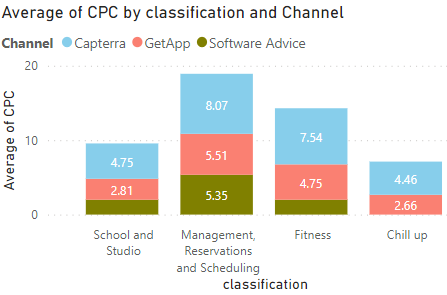 Average of CPC by classification and Channel
Channel Capterra GetApp Software Advice
20
10
0
Average of CPC
4.75
2.81
8.07
5.51
5.35
7.54
4.75
4.46
2.66
School and
Studio
Management,
Reservations
and Scheduling
Fitness
Chill up
classification